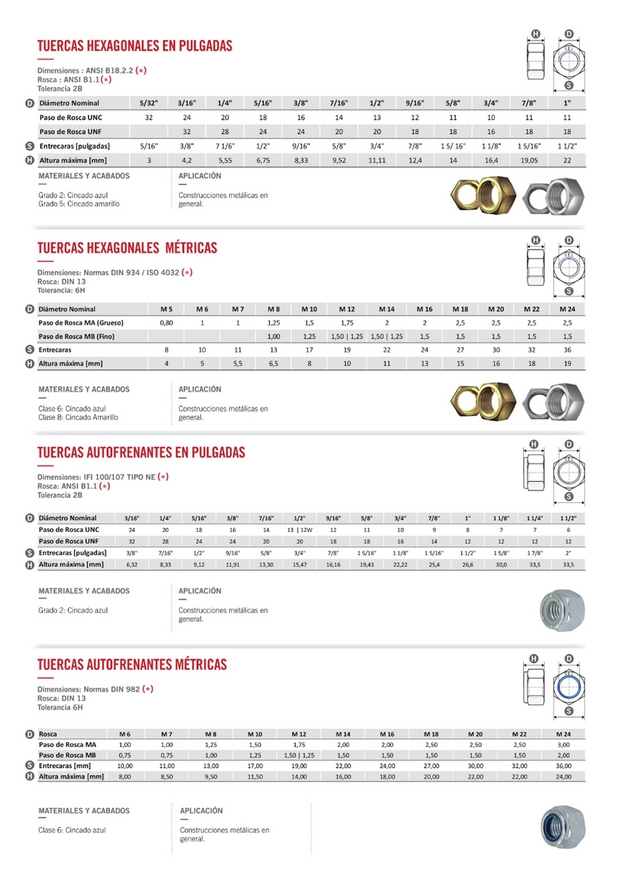 TUERCAS HEXAGONALES EN PULGADAS
H D
Dimensiones : ANSI B18.2.2 (*)
Rosca : ANSI B1.1(*)
Tolerancia 2B
S
D Diámetro Nominal 5/32" 3/16" 1/4" 5/16" 3/8" 7/16" 1/2" 9/16" 5/8" 3/4" 7/8" 1"
Paso de Rosca UNC 32 24 20 18 16 14 13 12 11 10 11 11
Paso de Rosca UNF 32 28 24 24 20 20 18 18 16 18 18
S Entrecaras [pulgadas] 5/16" 3/8" 7 1/6" 1/2" 9/16" 5/8" 3/4" 7/8" 1 5/ 16" 1 1/8" 1 5/16" 1 1/2"
H Altura máxima [mm] 3 4,2 5,55 6,75 8,33 9,52 11,11 12,4 14 16,4 19,05 22
MATERIALES Y ACABADOS APLICACIÓN
Grado 2: Cincado azul Construcciones metálicas en
Grado 5: Cincado amarillo general.
TUERCAS HEXAGONALES MÉTRICAS
H D
Dimensiones: Normas DIN 934 / ISO 4032 (*)
Rosca: DIN 13
Tolerancia: 6H
S
D Diámetro Nominal M 5 M 6 M 7 M 8 M 10 M 12 M 14 M 16 M 18 M 20 M 22 M 24
Paso de Rosca MA (Grueso) 0,80 1 1 1,25 1,5 1,75 2 2 2,5 2,5 2,5 2,5
Paso de Rosca MB (Fino) 1,00 1,25 1,50 | 1,25 1,50 | 1,25 1,5 1,5 1,5 1,5 1,5
S Entrecaras 8 10 11 13 17 19 22 24 27 30 32 36
H Altura máxima [mm] 4 5 5,5 6,5 8 10 11 13 15 16 18 19
MATERIALES Y ACABADOS APLICACIÓN
Clase 6: Cincado azul Construcciones metálicas en
Clase 8: Cincado Amarillo general.
TUERCAS AUTOFRENANTES EN PULGADAS
H D
Dimensiones: IFI 100/107 TIPO NE (*)
Rosca: ANSI B1.1 (*)
Tolerancia 2B
S
D Diámetro Nominal 3/16" 1/4" 5/16" 3/8" 7/16" 1/2" 9/16" 5/8" 3/4" 7/8" 1" 1 1/8" 1 1/4" 1 1/2"
Paso de Rosca UNC 24 20 18 16 14 13 | 12W 12 11 10 9 8 7 7 6
Paso de Rosca UNF 32 28 24 24 20 20 18 18 16 14 12 12 12 12
S Entrecaras [pulgadas] 3/8" 7/16" 1/2" 9/16" 5/8" 3/4" 7/8" 1 5/16" 1 1/8" 1 5/16" 1 1/2" 1 5/8" 1 7/8" 2"
H Altura máxima [mm] 6,32 8,33 9,12 11,91 13,30 15,47 16,16 19,43 22,22 25,4 26,6 30,0 33,5 33,5
MATERIALES Y ACABADOS APLICACIÓN
Grado 2: Cincado azul Construcciones metálicas en
general.
TUERCAS AUTOFRENANTES MÉTRICAS
H D
Dimensiones: Normas DIN 982 (*)
Rosca: DIN 13
Tolerancia 6H
S
D Rosca M 6 M 7 M 8 M 10 M 12 M 14 M 16 M 18 M 20 M 22 M 24
Paso de Rosca MA 1,00 1,00 1,25 1,50 1,75 2,00 2,00 2,50 2,50 2,50 3,00
Paso de Rosca MB 0,75 0,75 1,00 1,25 1,50 | 1,25 1,50 1,50 1,50 1,50 1,50 2,00
S Entrecaras [mm] 10,00 11,00 13,00 17,00 19,00 22,00 24,00 27,00 30,00 32,00 36,00
H Altura máxima [mm] 8,00 8,50 9,50 11,50 14,00 16,00 18,00 20,00 22,00 22,00 24,00
MATERIALES Y ACABADOS APLICACIÓN
Clase 6: Cincado azul Construcciones metálicas en
general.